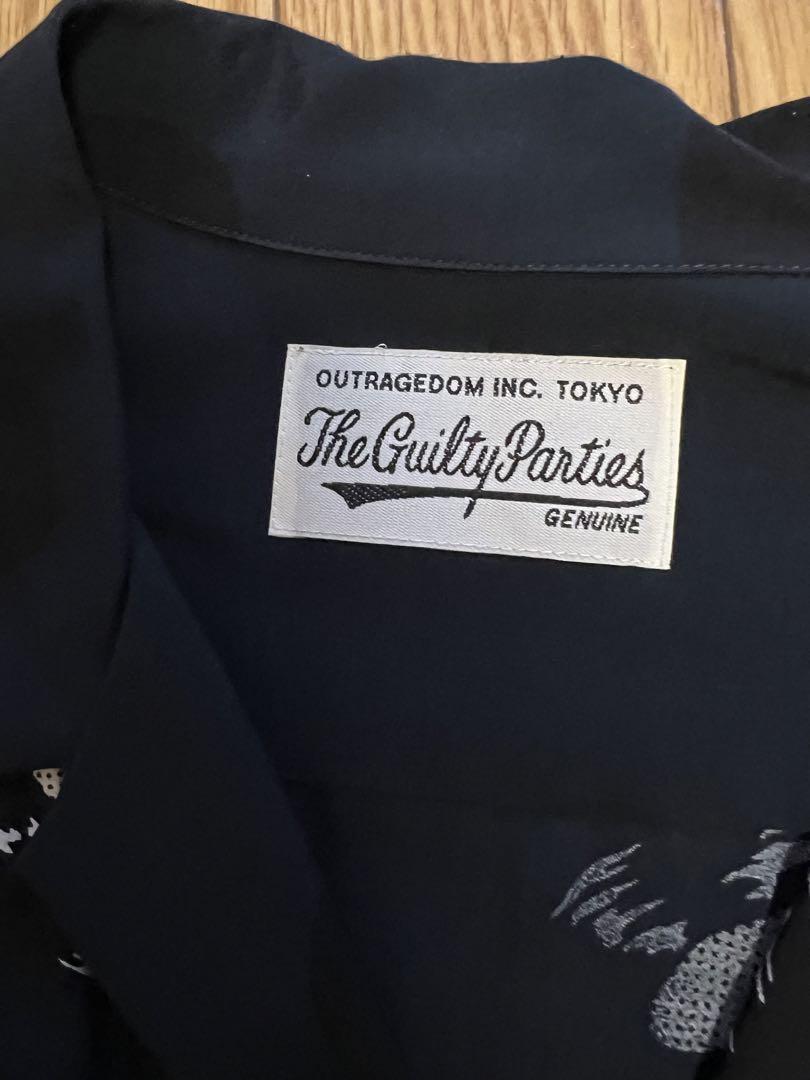 OUTRAGEDOM INC. TOKYO
The Guilty Parties
GENUINE